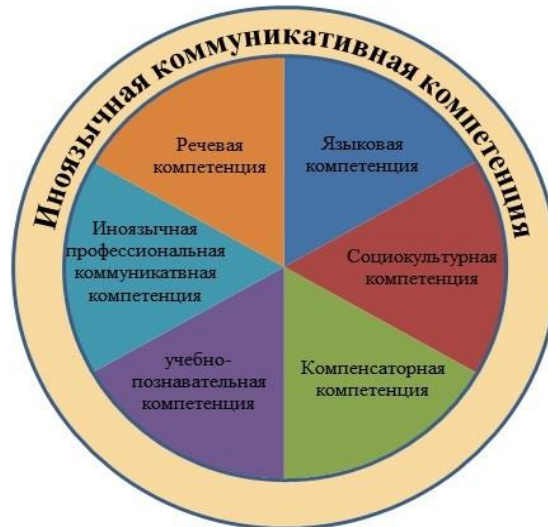 Иноязычная коммуникативная компетенция
Речевая
компетенция
Языковая
компетенция
Иноязычная
профессиональная
коммуникатвная
компетенция
Социокультурная
компетенция
учебно-
познавательная
компетенция
Компенсаторная
компетенция